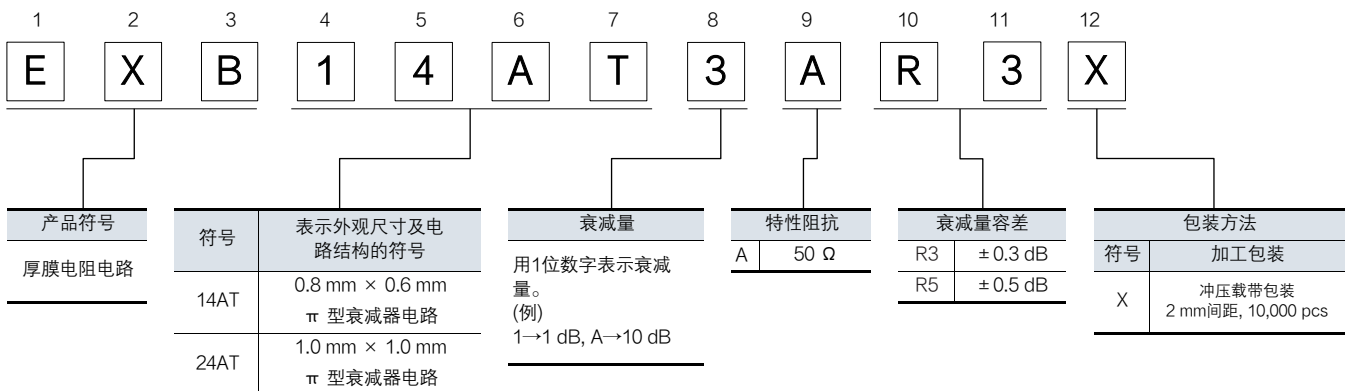 1 2 3 4 5 6 7 8 9 10 11 12
E X B 1 4 A T 3 A R 3 X
产品符号
厚膜电阻电路
符号 表示外观尺寸及电
路结构的符号
14AT 0.8 mm × 0.6 mm
π 型衰减器电路
24AT 1.0 mm × 1.0 mm
π 型衰减器电路
衰减量
用1位数字表示衰减
量。
(例)
1→1 dB, A→10 dB
特性阻抗
A 50 Ω
衰减量容差
R3 ±0.3 dB
R5 ±0.5 dB
包装方法
符号 加工包装
X 冲压载带包装
2 mm间距, 10,000 pcs